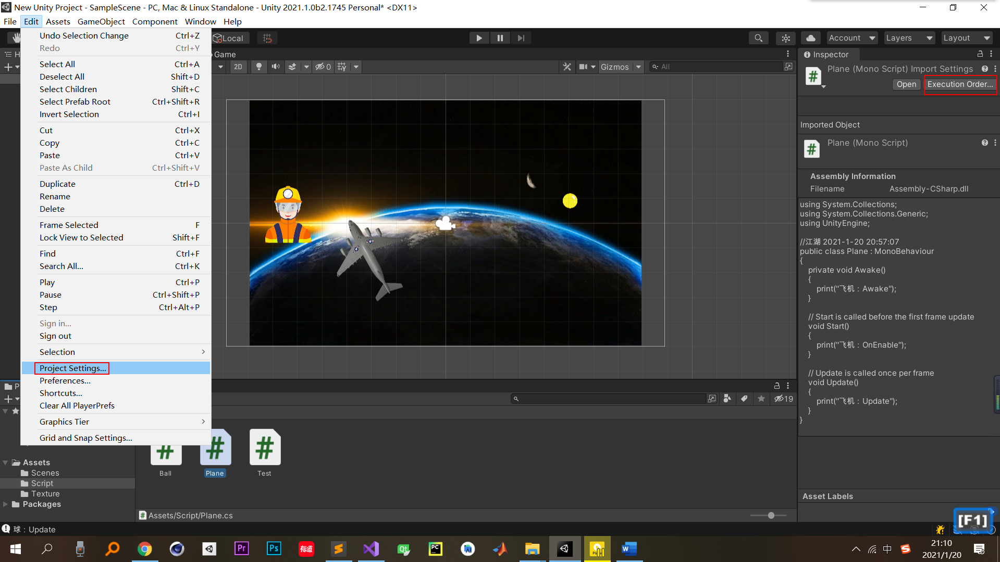 New Unity Project - SampleScene - PC, Mac & Linux Standalone - Unity 2021.1.0b2.1745 Personal* <DX11>
File Edit Assets GameObject Component Window Help
Undo Selection Change Ctrl+Z
Redo Ctrl+Y
Select All Ctrl+A
Deselect All Shift+D
Select Children Shift+C
Select Prefab Root Ctrl+Shift+R
Invert Selection Ctrl+I
Cut Ctrl+X
Copy Ctrl+C
Paste Ctrl+V
Paste As Child Ctrl+Shift+V
Duplicate Ctrl+D
Rename
Delete
Frame Selected F
Lock View to Selected Shift+F
Find Ctrl+F
Search All... Ctrl+K
Play Ctrl+P
Pause Ctrl+Shift+P
Step Ctrl+Alt+P
Sign in...
Sign out
Selection
Project Settings...
Preferences...
Shortcuts...
Clear All PlayerPrefs
Graphics Tier
Grid and Snap Settings...
Local
Account Layers Layout
H
Game
2D 0 Gizmos All
Inspector
Plane (Mono Script) Import Settings
Open Execution Order...
Imported Object
Plane (Mono Script)
Assembly Information
Filename Assembly-CSharp.dll
using System.Collections;
using System.Collections.Generic;
using UnityEngine;
//江湖 2021-1-20 20:57:07
public class Plane : MonoBehaviour
{
private void Awake()
{
print("飞机：Awake");
}
// Start is called before the first frame update
void Start()
{
print("飞机：OnEnable");
}
// Update is called once per frame
void Update()
{
print("飞机：Update");
}
}
Asset Labels
P
19
Assets
Scenes
Script
Texture
Packages
Ball Plane Test
Assets/Script/Plane.cs
球：Update
[F1]
Pr Ps 有道 Qt PC W 中
21:10
2021/1/20